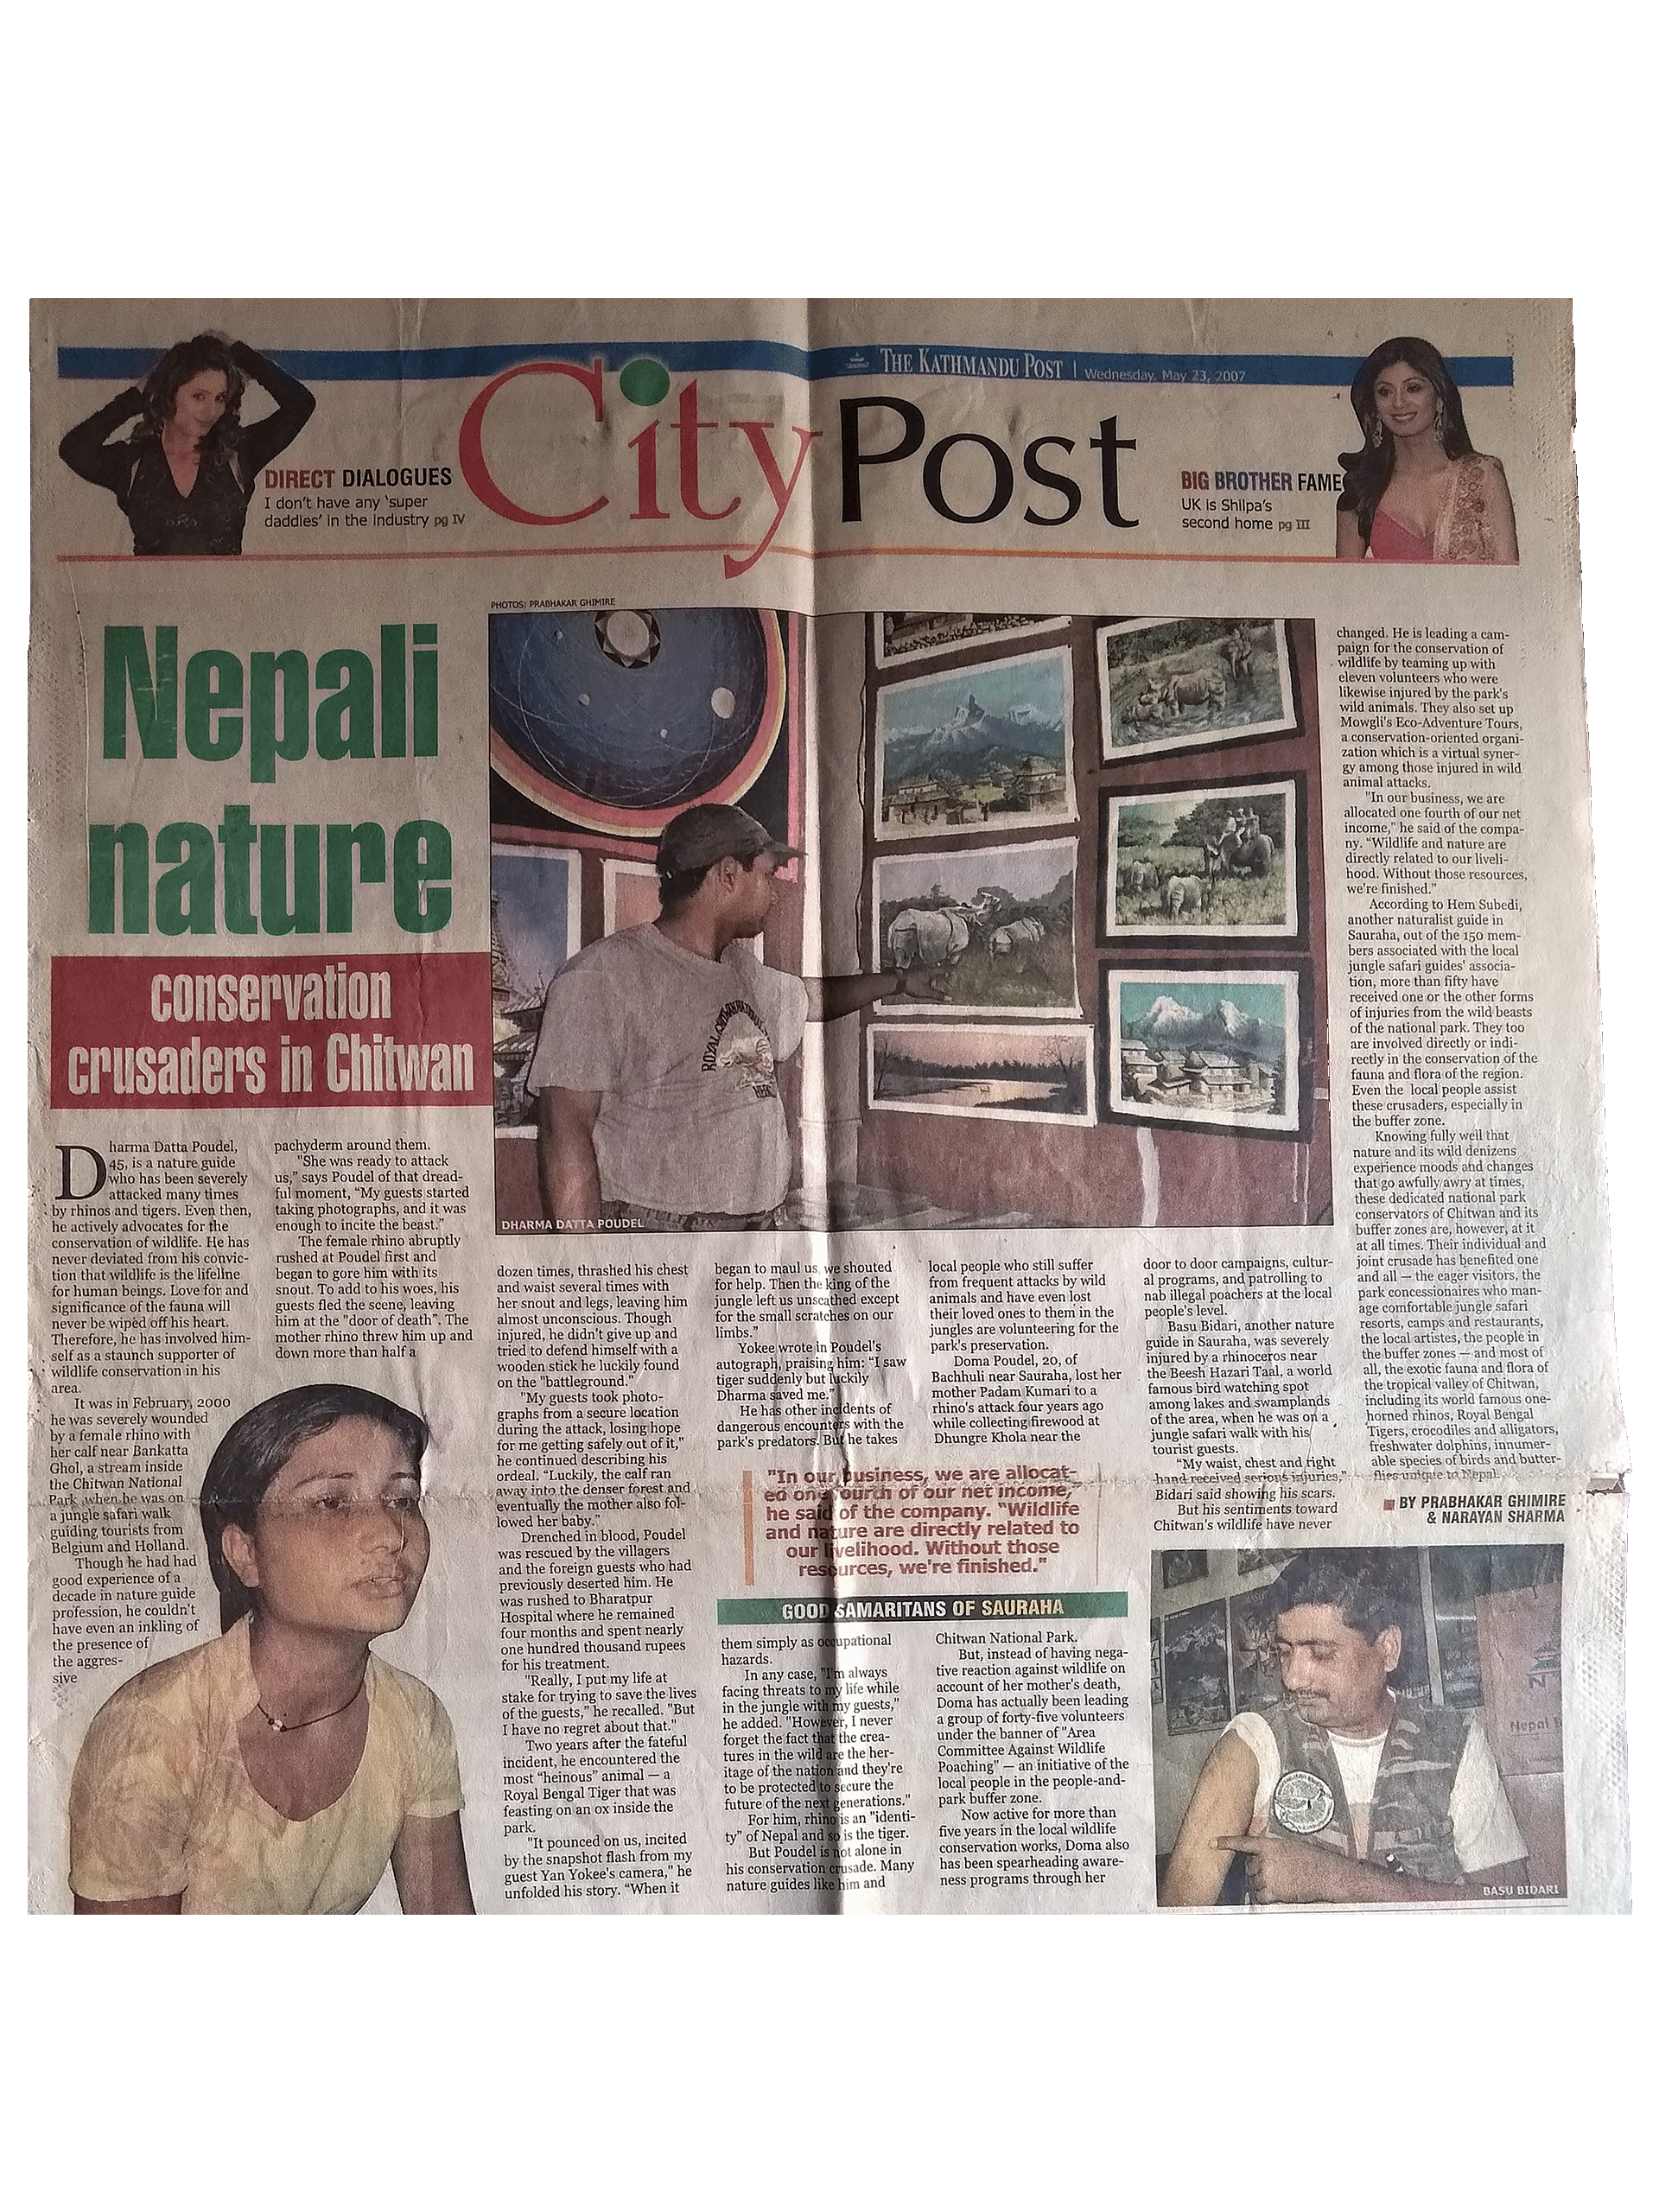 THE KATHMANDU POST | Wednesday, May 23, 2007
City Post
DIRECT DIALOGUES
I don't have any 'super
daddies' in the industry pg IV
BIG BROTHER FAME
UK is Shilpa's
second home pg III
Nepali
nature
conservation
crusaders in Chitwan
PHOTOS: PRABHAKAR GHIMIRE
ROYAL CHITWAN NATIONAL
DHARMA DATTA POUDEL
Dharma Datta Poudel,
45, is a nature guide
who has been severely
attacked many times
by rhinos and tigers. Even then,
he actively advocates for the
conservation of wildlife. He has
never deviated from his convic-
tion that wildlife is the lifeline
for human beings. Love for and
significance of the fauna will
never be wiped off his heart.
Therefore, he has involved him-
self as a staunch supporter of
wildlife conservation in his
area.
It was in February, 2000
he was severely wounded
by a female rhino with
her calf near Bankatta
Ghol, a stream inside
the Chitwan National
Park when he was on
a jungle safari walk
guiding tourists from
Belgium and Holland.
Though he had had
good experience of a
decade in nature guide
profession, he couldn't
have even an inkling of
the presence of
the aggres-
sive
pachyderm around them.
"She was ready to attack
us," says Poudel of that dread-
ful moment, "My guests started
taking photographs, and it was
enough to incite the beast."
The female rhino abruptly
rushed at Poudel first and
began to gore him with its
snout. To add to his woes, his
guests fled the scene, leaving
him at the "door of death". The
mother rhino threw him up and
down more than half a
dozen times, thrashed his chest
and waist several times with
her snout and legs, leaving him
almost unconscious. Though
injured, he didn't give up and
tried to defend himself with a
wooden stick he luckily found
on the "battleground."
"My guests took photo-
graphs from a secure location
during the attack, losing hope
for me getting safely out of it,"
he continued describing his
ordeal. "Luckily, the calf ran
away into the denser forest and
eventually the mother also fol-
lowed her baby."
Drenched in blood, Poudel
was rescued by the villagers
and the foreign guests who had
previously deserted him. He
was rushed to Bharatpur
Hospital where he remained
four months and spent nearly
one hundred thousand rupees
for his treatment.
"Really, I put my life at
stake for trying to save the lives
of the guests," he recalled. "But
I have no regret about that."
Two years after the fateful
incident, he encountered the
most "heinous" animal — a
Royal Bengal Tiger that was
feasting on an ox inside the
park.
"It pounced on us, incited
by the snapshot flash from my
guest Yan Yokee's camera," he
unfolded his story. "When it
began to maul us, we shouted
for help. Then the king of the
jungle left us unscathed except
for the small scratches on our
limbs."
Yokee wrote in Poudel's
autograph, praising him: "I saw
tiger suddenly but luckily
Dharma saved me."
He has other incidents of
dangerous encounters with the
park's predators. But he takes
"In our business, we are allocat-
ed one fourth of our net income,"
he said of the company. "Wildlife
and nature are directly related to
our livelihood. Without those
resources, we're finished."
GOOD SAMARITANS OF SAURAHA
them simply as occupational
hazards.
In any case, "I'm always
facing threats to my life while
in the jungle with my guests,"
he added. "However, I never
forget the fact that the crea-
tures in the wild are the her-
itage of the nation and they're
to be protected to secure the
future of the next generations."
For him, rhino is an "identi-
ty" of Nepal and so is the tiger.
But Poudel is not alone in
his conservation crusade. Many
nature guides like him and
local people who still suffer
from frequent attacks by wild
animals and have even lost
their loved ones to them in the
jungles are volunteering for the
park's preservation.
Doma Poudel, 20, of
Bachhuli near Sauraha, lost her
mother Padam Kumari to a
rhino's attack four years ago
while collecting firewood at
Dhungre Khola near the
Chitwan National Park.
But, instead of having nega-
tive reaction against wildlife on
account of her mother's death,
Doma has actually been leading
a group of forty-five volunteers
under the banner of "Area
Committee Against Wildlife
Poaching" — an initiative of the
local people in the people-and-
park buffer zone.
Now active for more than
five years in the local wildlife
conservation works, Doma also
has been spearheading aware-
ness programs through her
door to door campaigns, cultur-
al programs, and patrolling to
nab illegal poachers at the local
people's level.
Basu Bidari, another nature
guide in Sauraha, was severely
injured by a rhinoceros near
the Beesh Hazari Taal, a world
famous bird watching spot
among lakes and swamplands
of the area, when he was on a
jungle safari walk with his
tourist guests.
"My waist, chest and right
hand received serious injuries,"
Bidari said showing his scars.
But his sentiments toward
Chitwan's wildlife have never
changed. He is leading a cam-
paign for the conservation of
wildlife by teaming up with
eleven volunteers who were
likewise injured by the park's
wild animals. They also set up
Mowgli's Eco-Adventure Tours,
a conservation-oriented organi-
zation which is a virtual syner-
gy among those injured in wild
animal attacks.
"In our business, we are
allocated one fourth of our net
income," he said of the compa-
ny. "Wildlife and nature are
directly related to our liveli-
hood. Without those resources,
we're finished."
According to Hem Subedi,
another naturalist guide in
Sauraha, out of the 150 mem-
bers associated with the local
jungle safari guides' associa-
tion, more than fifty have
received one or the other forms
of injuries from the wild beasts
of the national park. They too
are involved directly or indi-
rectly in the conservation of the
fauna and flora of the region.
Even the local people assist
these crusaders, especially in
the buffer zone.
Knowing fully well that
nature and its wild denizens
experience moods and changes
that go awfully awry at times,
these dedicated national park
conservators of Chitwan and its
buffer zones are, however, at it
at all times. Their individual and
joint crusade has benefited one
and all — the eager visitors, the
park concessionaires who man-
age comfortable jungle safari
resorts, camps and restaurants,
the local artistes, the people in
the buffer zones — and most of
all, the exotic fauna and flora of
the tropical valley of Chitwan,
including its world famous one-
horned rhinos, Royal Bengal
Tigers, crocodiles and alligators,
freshwater dolphins, innumer-
able species of birds and butter-
flies unique to Nepal.
BY PRABHAKAR GHIMIRE
& NARAYAN SHARMA
Nepal
BASU BIDARI